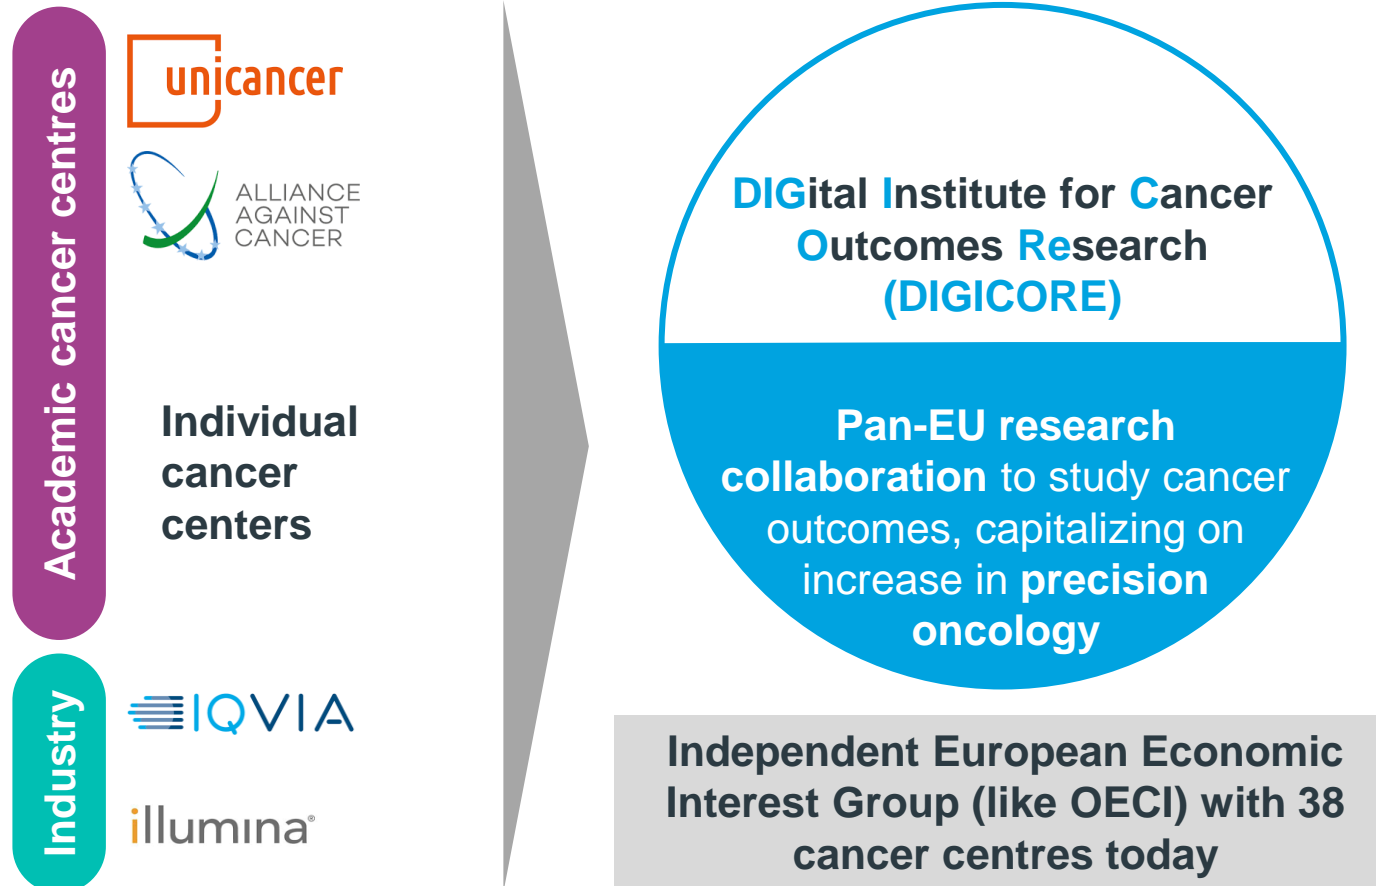 Academic cancer centres
unicancer
ALLIANCE
AGAINST
CANCER
Individual
cancer
centers
Industry
IQVIA
illumina®
DIGital Institute for Cancer
Outcomes Research
(DIGICORE)
Pan-EU research
collaboration to study cancer
outcomes, capitalizing on
increase in precision
oncology
Independent European Economic
Interest Group (like OECI) with 38
cancer centres today